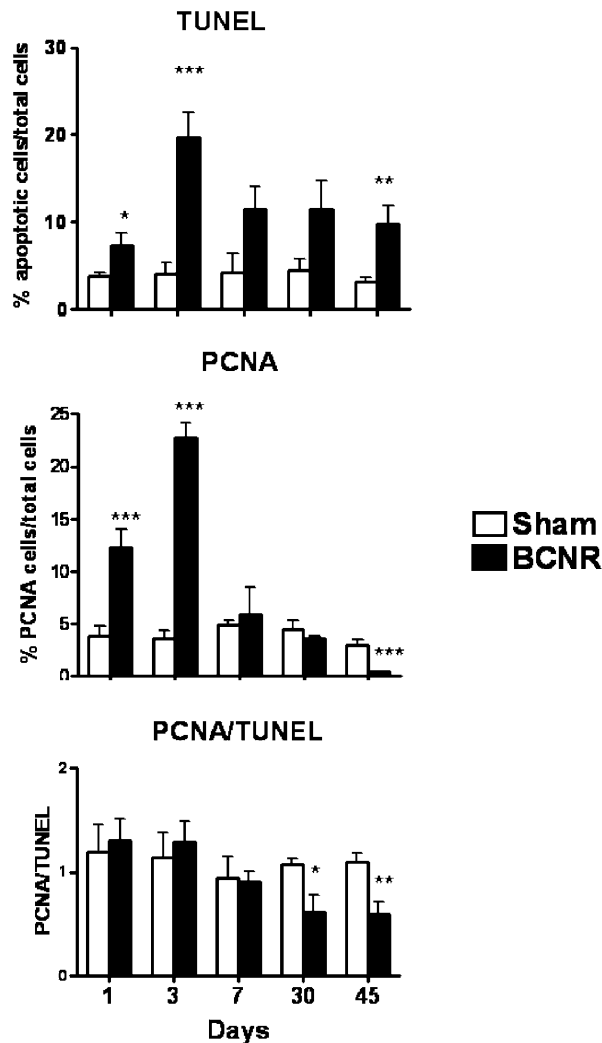 TUNEL
% apoptotic cells/total cells
30
20
10
0
*
***
**
PCNA
% PCNA cells/total cells
25
20
15
10
5
0
***
***
***
Sham
BCNR
PCNA/TUNEL
PCNA/TUNEL
2
1
0
*
**
1 3 7 30 45
Days